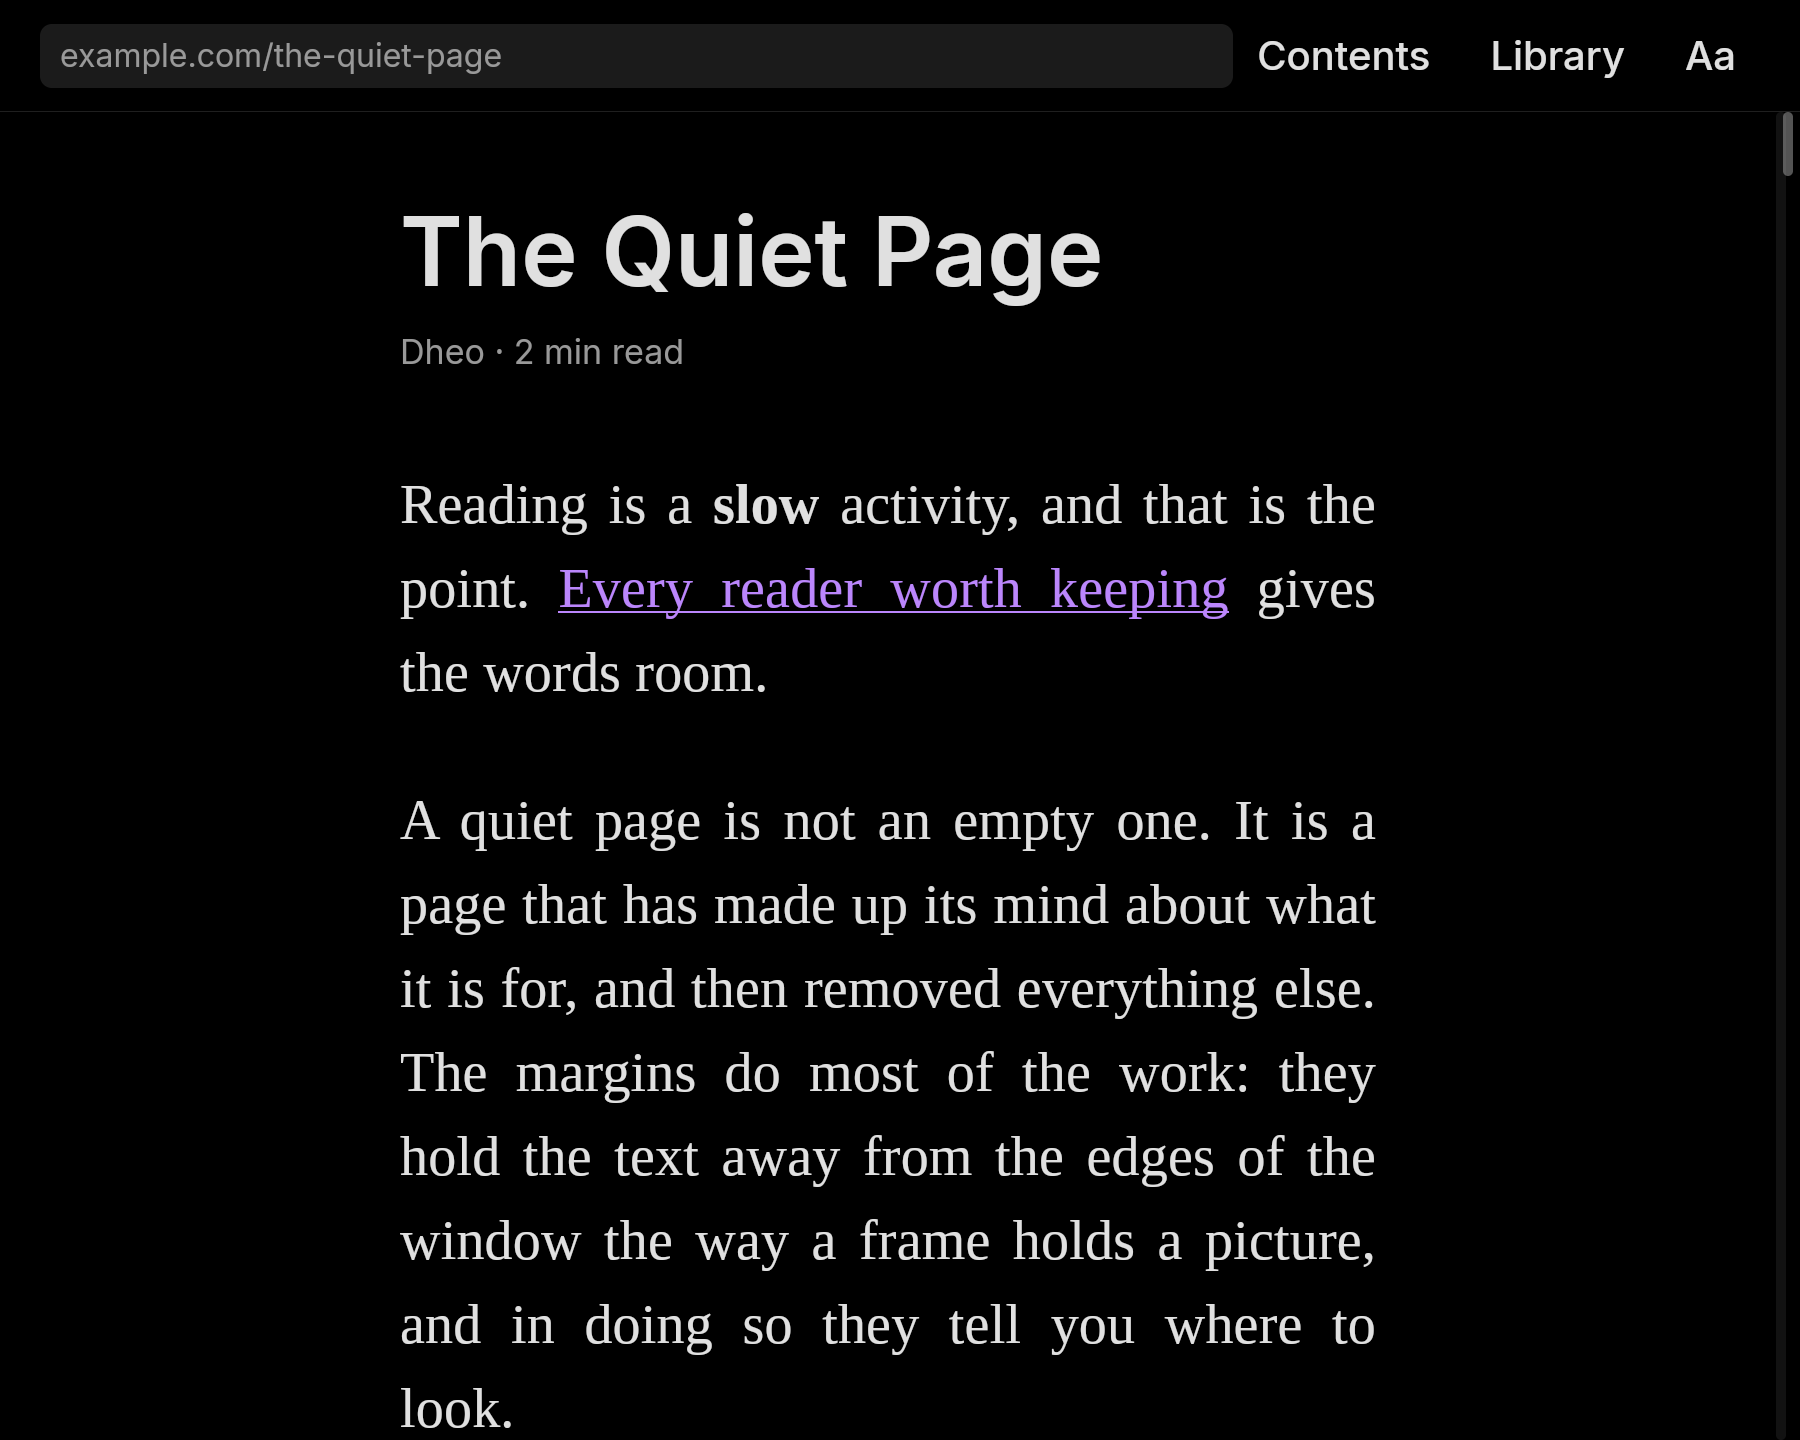 example.com/the-quiet-page
Contents
Library
Aa
The Quiet Page
Dheo · 2 min read
Reading is a slow activity, and that is the
point. Every reader worth keeping gives
the words room.
A quiet page is not an empty one. It is a
page that has made up its mind about what
it is for, and then removed everything else.
The margins do most of the work: they
hold the text away from the edges of the
window the way a frame holds a picture,
and in doing so they tell you where to
look.